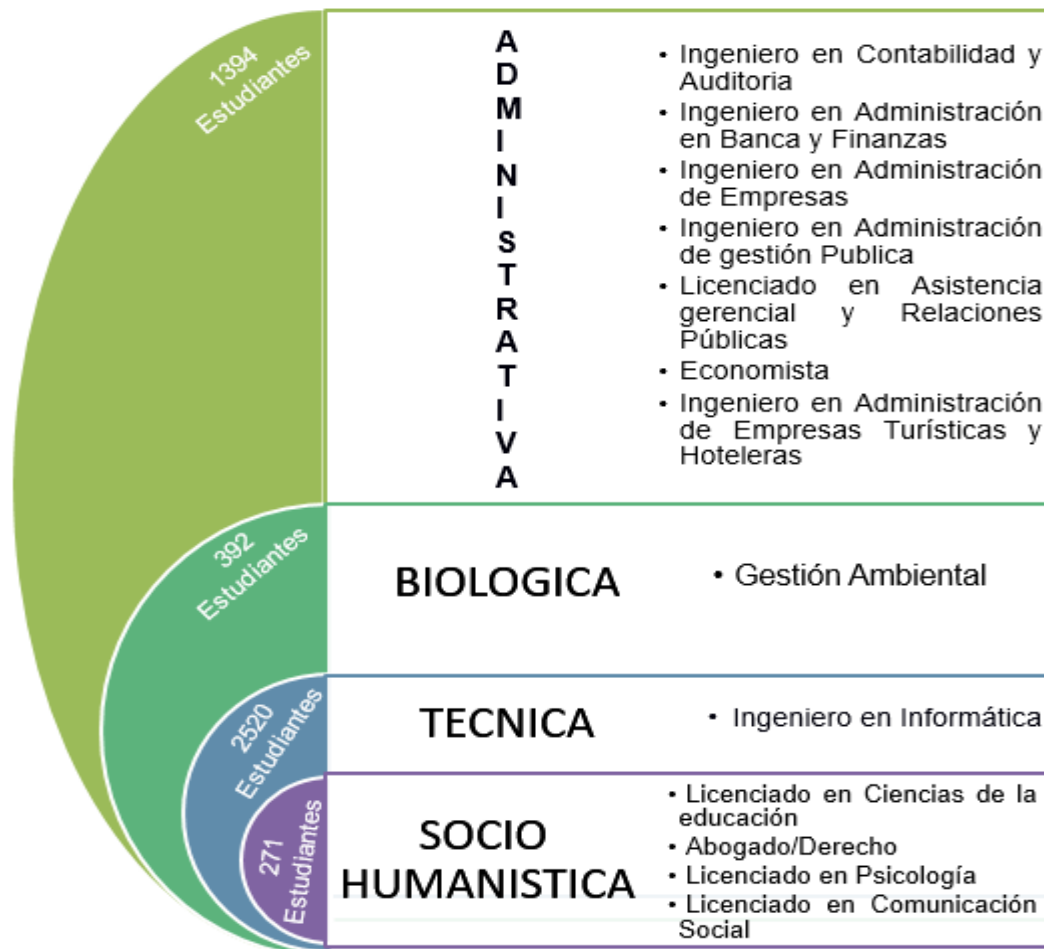 1394
Estudiantes
ADMINISTRATIVA
• Ingeniero en Contabilidad y
Auditoria
• Ingeniero en Administración
en Banca y Finanzas
• Ingeniero en Administración
de Empresas
• Ingeniero en Administración
de gestión Publica
• Licenciado en Asistencia
gerencial y Relaciones
Públicas
• Economista
• Ingeniero en Administración
de Empresas Turísticas y
Hoteleras
392
Estudiantes
BIOLOGICA
• Gestión Ambiental
2520
Estudiantes
TECNICA
• Ingeniero en Informática
271
Estudiantes
SOCIO
HUMANISTICA
• Licenciado en Ciencias de la
educación
• Abogado/Derecho
• Licenciado en Psicología
• Licenciado en Comunicación
Social